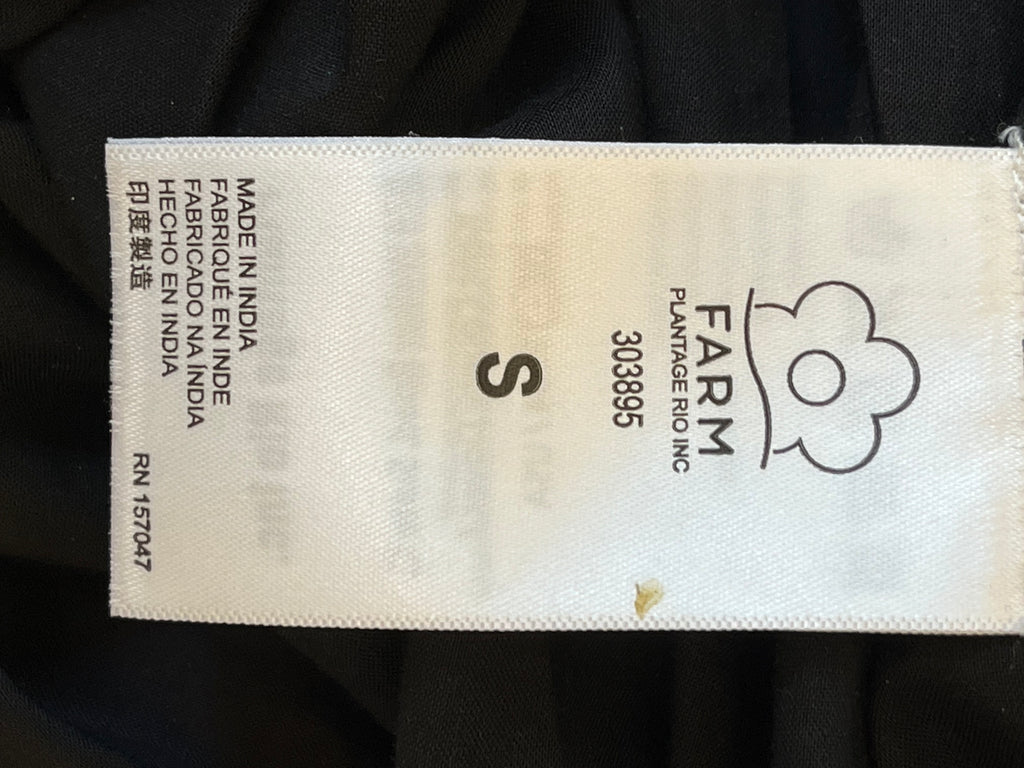 FARM
PLANTAGE RIO INC
303895
S
MADE IN INDIA
FABRIQUÉ EN INDE
FABRICADO NA ÍNDIA
HECHO EN INDIA
印度製造
RN 157047